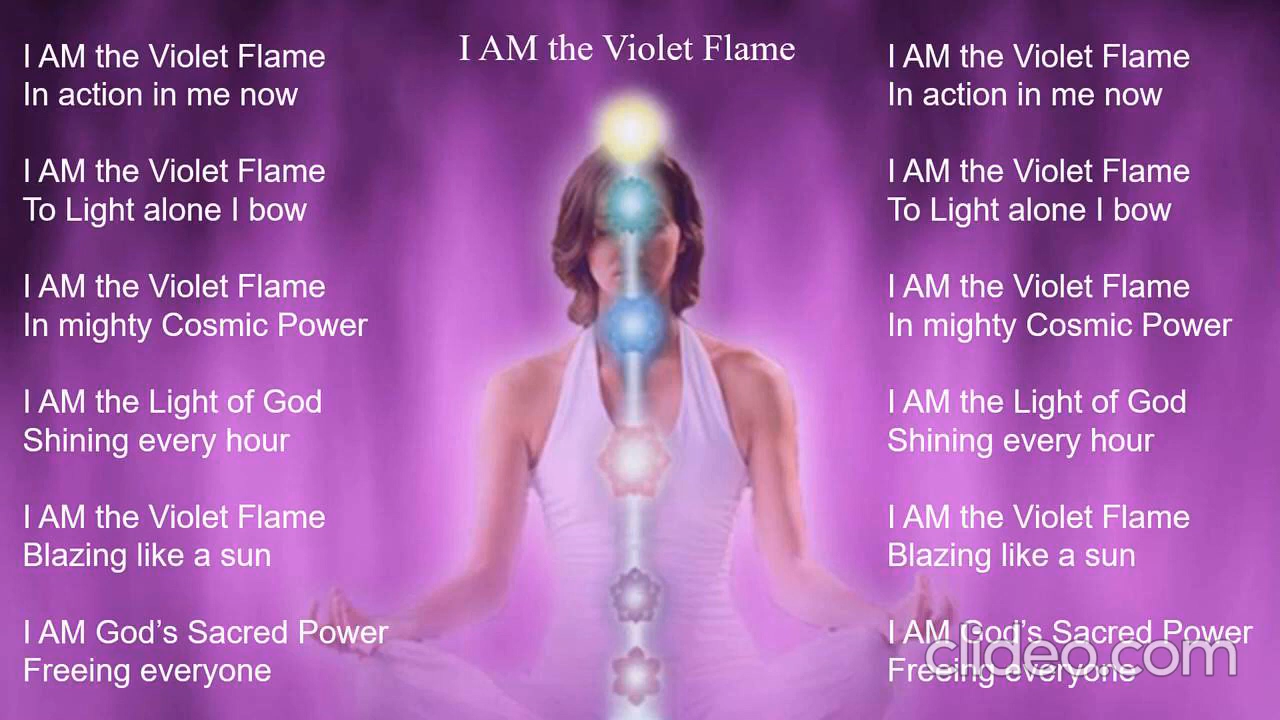 I AM the Violet Flame
I AM the Violet Flame
In action in me now
I AM the Violet Flame
To Light alone I bow
I AM the Violet Flame
In mighty Cosmic Power
I AM the Light of God
Shining every hour
I AM the Violet Flame
Blazing like a sun
I AM God’s Sacred Power
Freeing everyone
I AM the Violet Flame
In action in me now
I AM the Violet Flame
To Light alone I bow
I AM the Violet Flame
In mighty Cosmic Power
I AM the Light of God
Shining every hour
I AM the Violet Flame
Blazing like a sun
I AM God’s Sacred Power
Freeing everyone
clideo.com